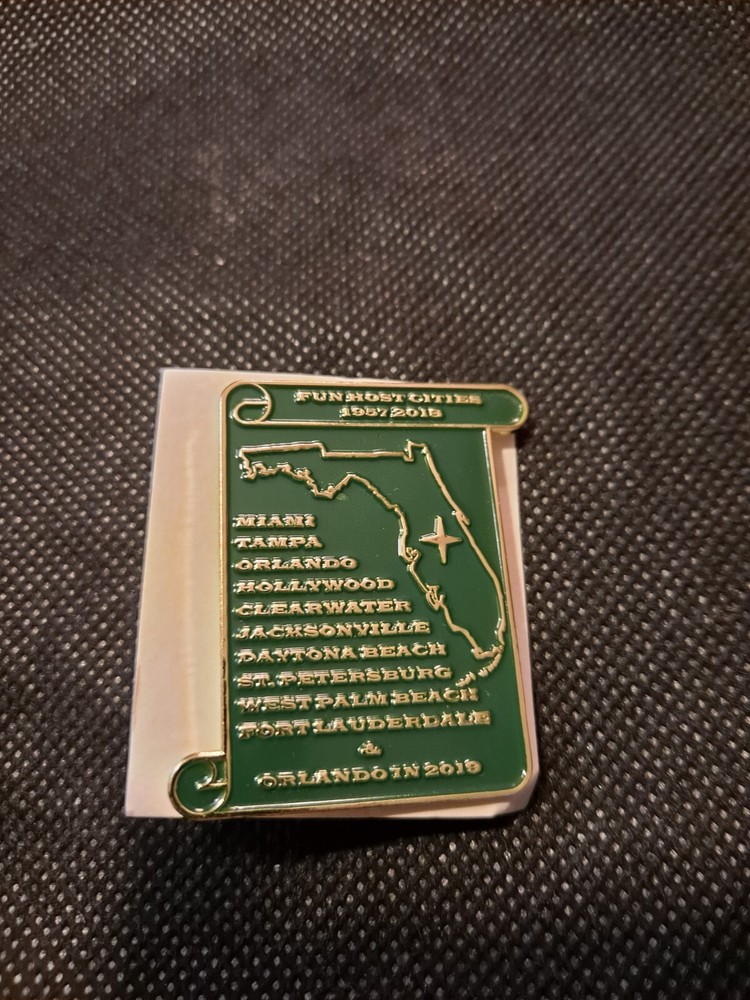 FUN HOST CITIES
1957 2018
MIAMI
TAMPA
ORLANDO
HOLLYWOOD
CLEARWATER
JACKSONVILLE
DAYTONA BEACH
ST. PETERSBURG
WEST PALM BEACH
FORT LAUDERDALE
&
ORLANDO IN 2019